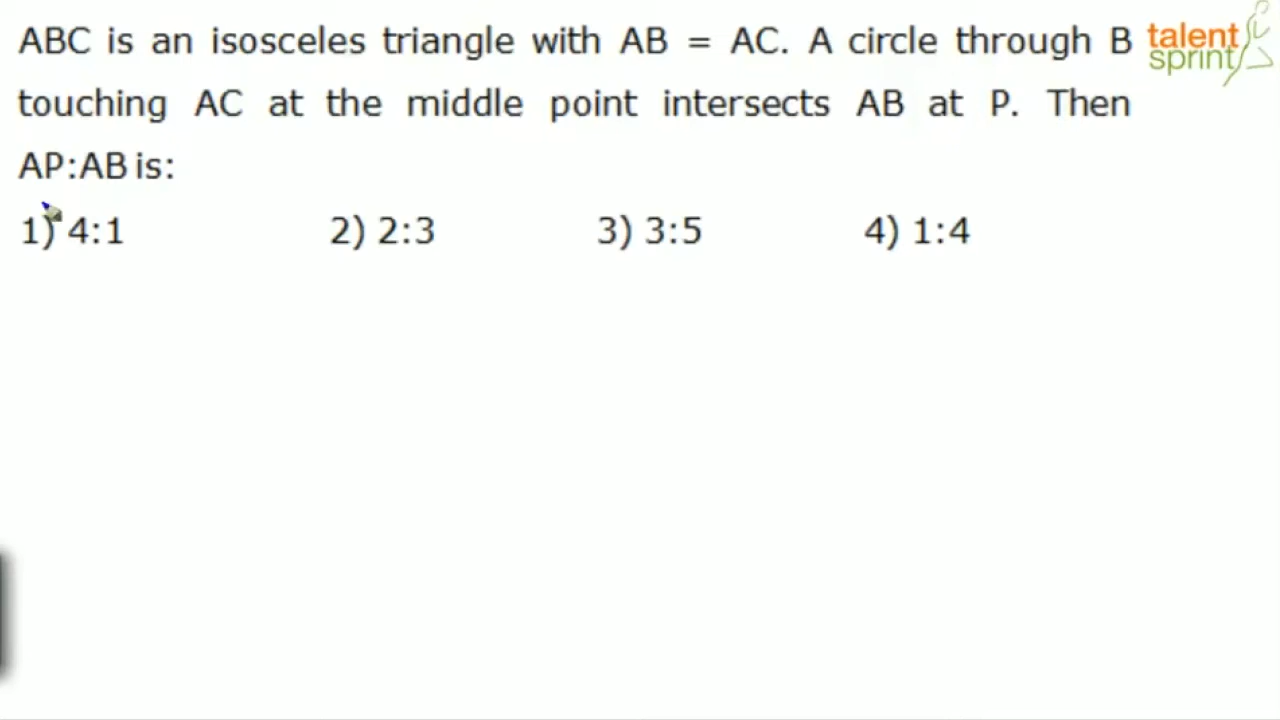 ABC is an isosceles triangle with AB = AC. A circle through B
touching AC at the middle point intersects AB at P. Then
AP:AB is:
1) 4:1 2) 2:3 3) 3:5 4) 1:4
talent
sprint